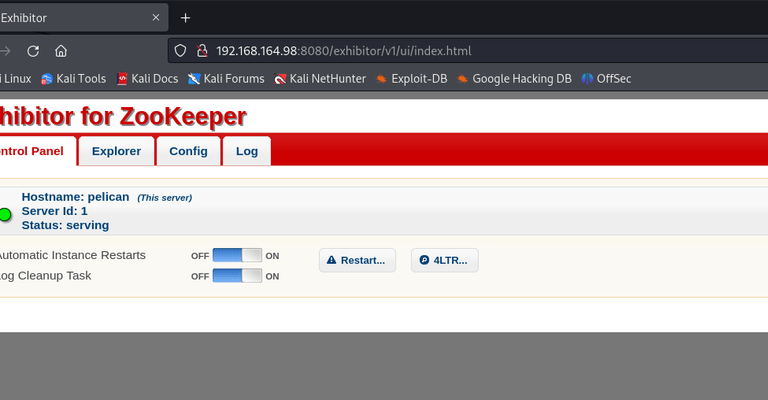 Exhibitor
192.168.164.98:8080/exhibitor/v1/ui/index.html
i Linux Kali Tools Kali Docs Kali Forums Kali NetHunter Exploit-DB Google Hacking DB OffSec
hibitor for ZooKeeper
ntrol Panel Explorer Config Log
Hostname: pelican (This server)
Server Id: 1
Status: serving
Automatic Instance Restarts OFF ON Restart... 4LTR...
Log Cleanup Task OFF ON